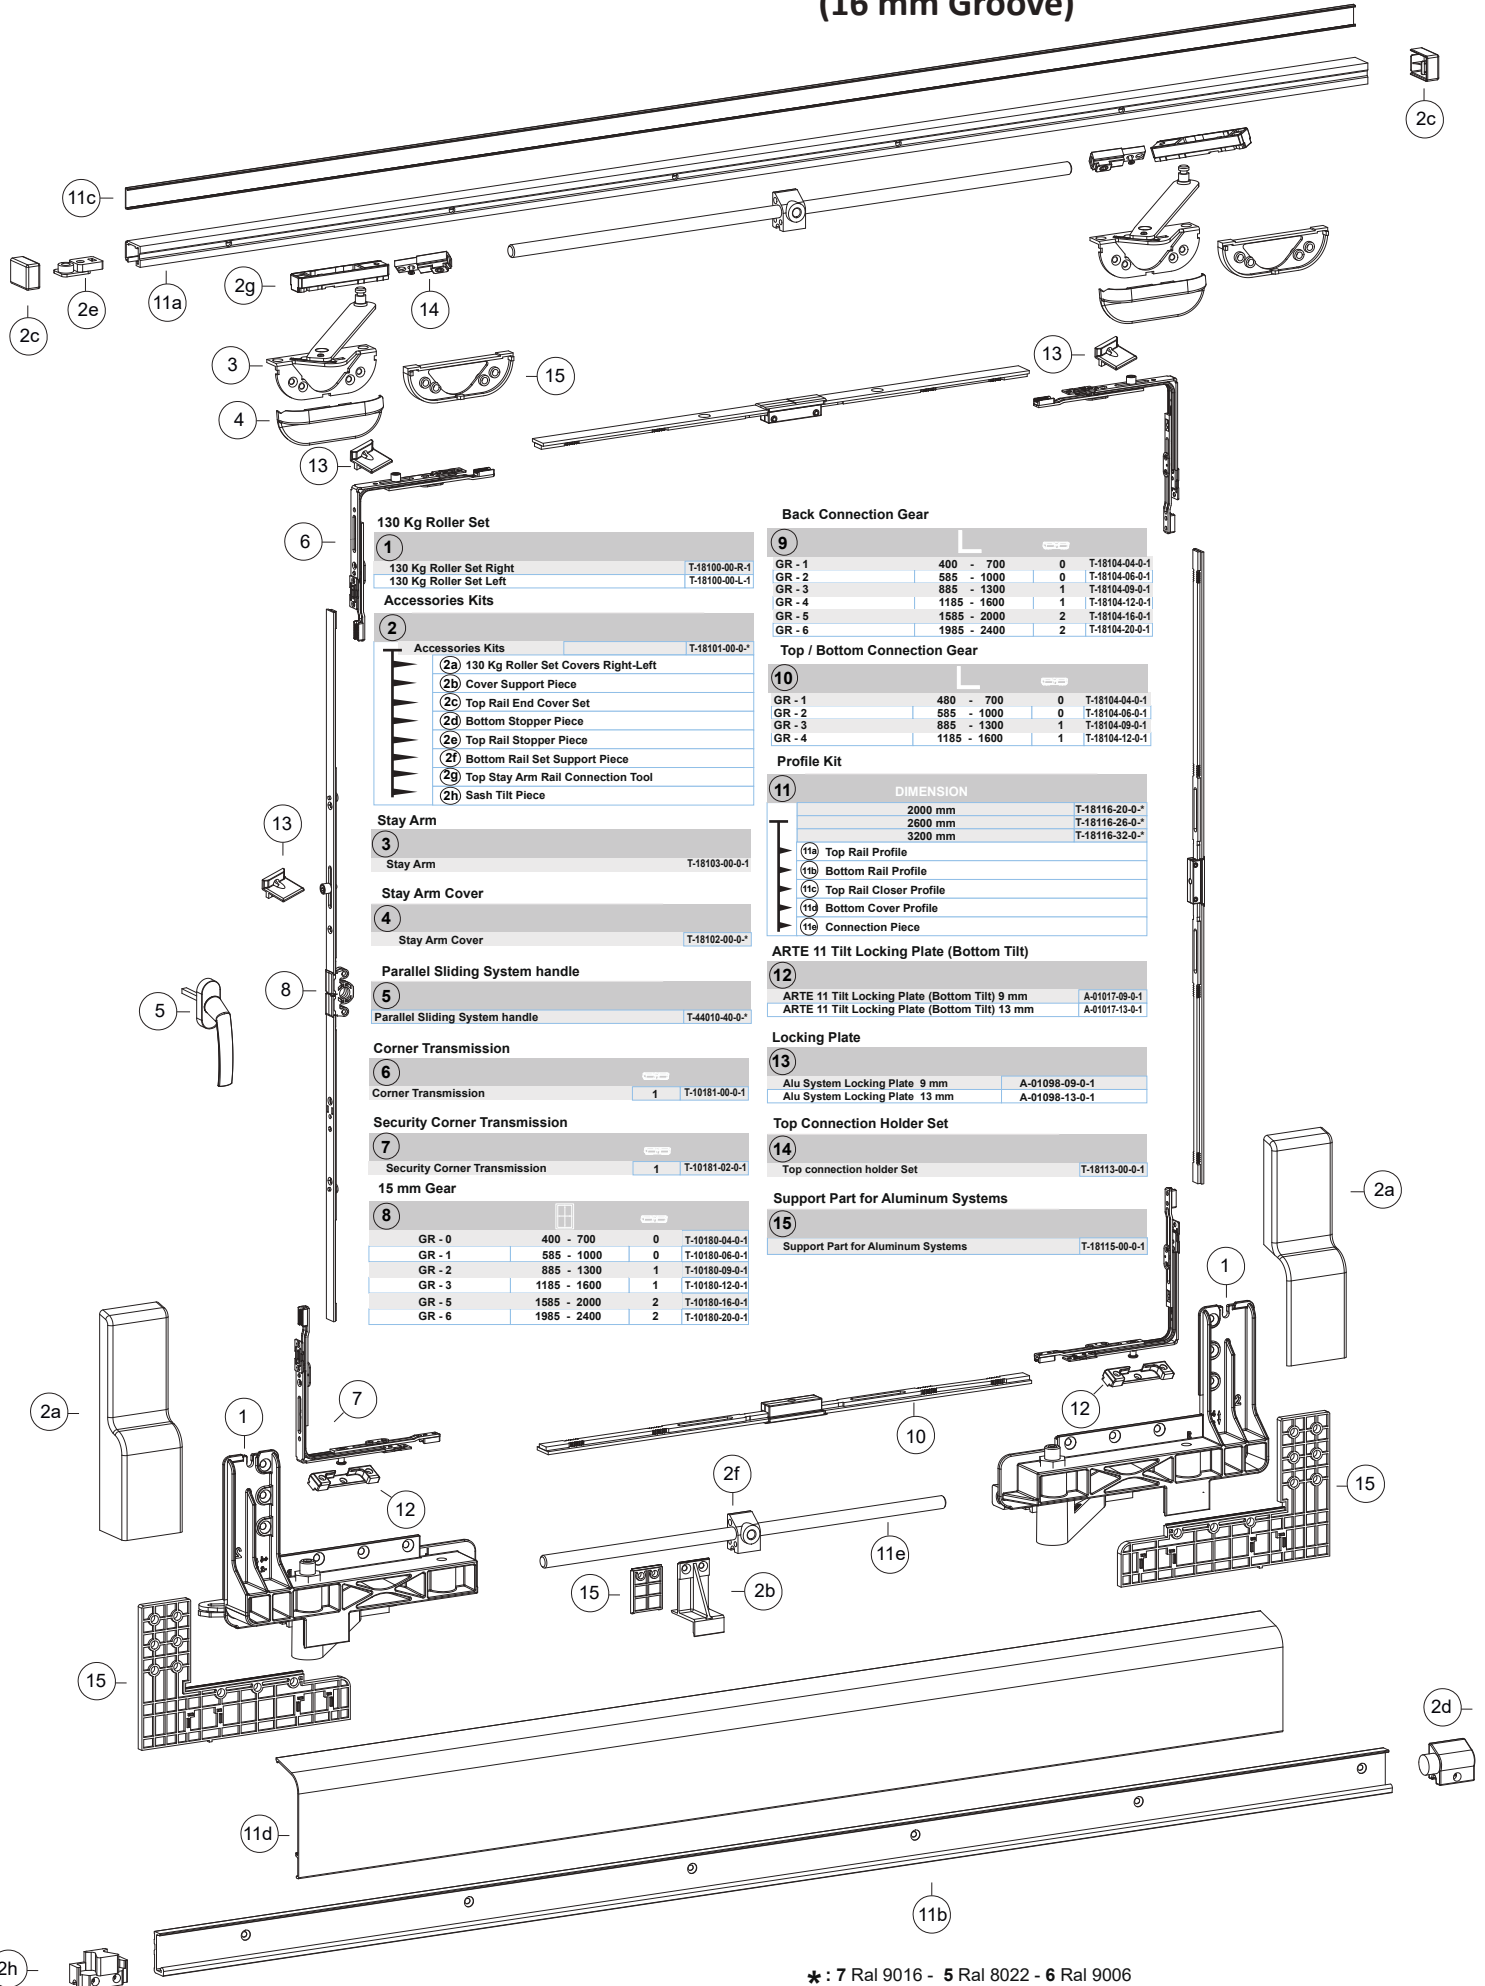 (16 mm Groove)
2c
11c
2c
2e
11a
2g
14
3
15
4
13
13
6
130 Kg Roller Set
1
130 Kg Roller Set Right T-18100-00-R-1
130 Kg Roller Set Left T-18100-00-L-1
Accessories Kits
2
Accessories Kits T-18101-00-0-*
2a 130 Kg Roller Set Covers Right-Left
2b Cover Support Piece
2c Top Rail End Cover Set
2d Bottom Stopper Piece
2e Top Rail Stopper Piece
2f Bottom Rail Set Support Piece
2g Top Stay Arm Rail Connection Tool
2h Sash Tilt Piece
Stay Arm
3
Stay Arm T-18103-00-0-1
Stay Arm Cover
4
Stay Arm Cover T-18102-00-0-*
Parallel Sliding System handle
5
Parallel Sliding System handle T-44010-40-0-*
Corner Transmission
6
Corner Transmission 1 T-10181-00-0-1
Security Corner Transmission
7
Security Corner Transmission 1 T-10181-02-0-1
15 mm Gear
8
GR - 0 400 - 700 0 T-10180-04-0-1
GR - 1 585 - 1000 0 T-10180-06-0-1
GR - 2 885 - 1300 1 T-10180-09-0-1
GR - 3 1185 - 1600 1 T-10180-12-0-1
GR - 5 1585 - 2000 2 T-10180-16-0-1
GR - 6 1985 - 2400 2 T-10180-20-0-1
Back Connection Gear
9
GR - 1 400 - 700 0 T-18104-04-0-1
GR - 2 585 - 1000 0 T-18104-06-0-1
GR - 3 885 - 1300 1 T-18104-09-0-1
GR - 4 1185 - 1600 1 T-18104-12-0-1
GR - 5 1585 - 2000 2 T-18104-16-0-1
GR - 6 1985 - 2400 2 T-18104-20-0-1
Top / Bottom Connection Gear
10
GR - 1 480 - 700 0 T-18104-04-0-1
GR - 2 585 - 1000 0 T-18104-06-0-1
GR - 3 885 - 1300 1 T-18104-09-0-1
GR - 4 1185 - 1600 1 T-18104-12-0-1
Profile Kit
11 DIMENSION
2000 mm T-18116-20-0-*
2600 mm T-18116-26-0-*
3200 mm T-18116-32-0-*
11a Top Rail Profile
11b Bottom Rail Profile
11c Top Rail Closer Profile
11d Bottom Cover Profile
11e Connection Piece
ARTE 11 Tilt Locking Plate (Bottom Tilt)
12
ARTE 11 Tilt Locking Plate (Bottom Tilt) 9 mm A-01017-09-0-1
ARTE 11 Tilt Locking Plate (Bottom Tilt) 13 mm A-01017-13-0-1
Locking Plate
13
Alu System Locking Plate 9 mm A-01098-09-0-1
Alu System Locking Plate 13 mm A-01098-13-0-1
Top Connection Holder Set
14
Top connection holder Set T-18113-00-0-1
Support Part for Aluminum Systems
15
Support Part for Aluminum Systems T-18115-00-0-1
13
5
8
2a
1
2a
1
7
12
12
10
15
2f
11e
15
2b
15
2d
11d
11b
2h
*: 7 Ral 9016 - 5 Ral 8022 - 6 Ral 9006